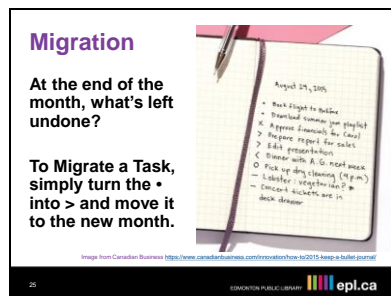 Migration
At the end of the
month, what's left
undone?
To Migrate a Task,
simply turn the •
into > and move it
to the new month.
August 29, 2015
• Book flight to Halifax
• Download summer jam playlist
X Approve financials for Carol
> Prepare report for sales
> Edit presentation
< Dinner with A.G. next week
O Pick up dry cleaning (4 p.m.)
– Lobster: vegetarian?
– Concert tickets are in
desk drawer
Image from Canadian Business https://www.canadianbusiness.com/innovation/how-to/2015-keep-a-bullet-journal/
25
EDMONTON PUBLIC LIBRARY epl.ca